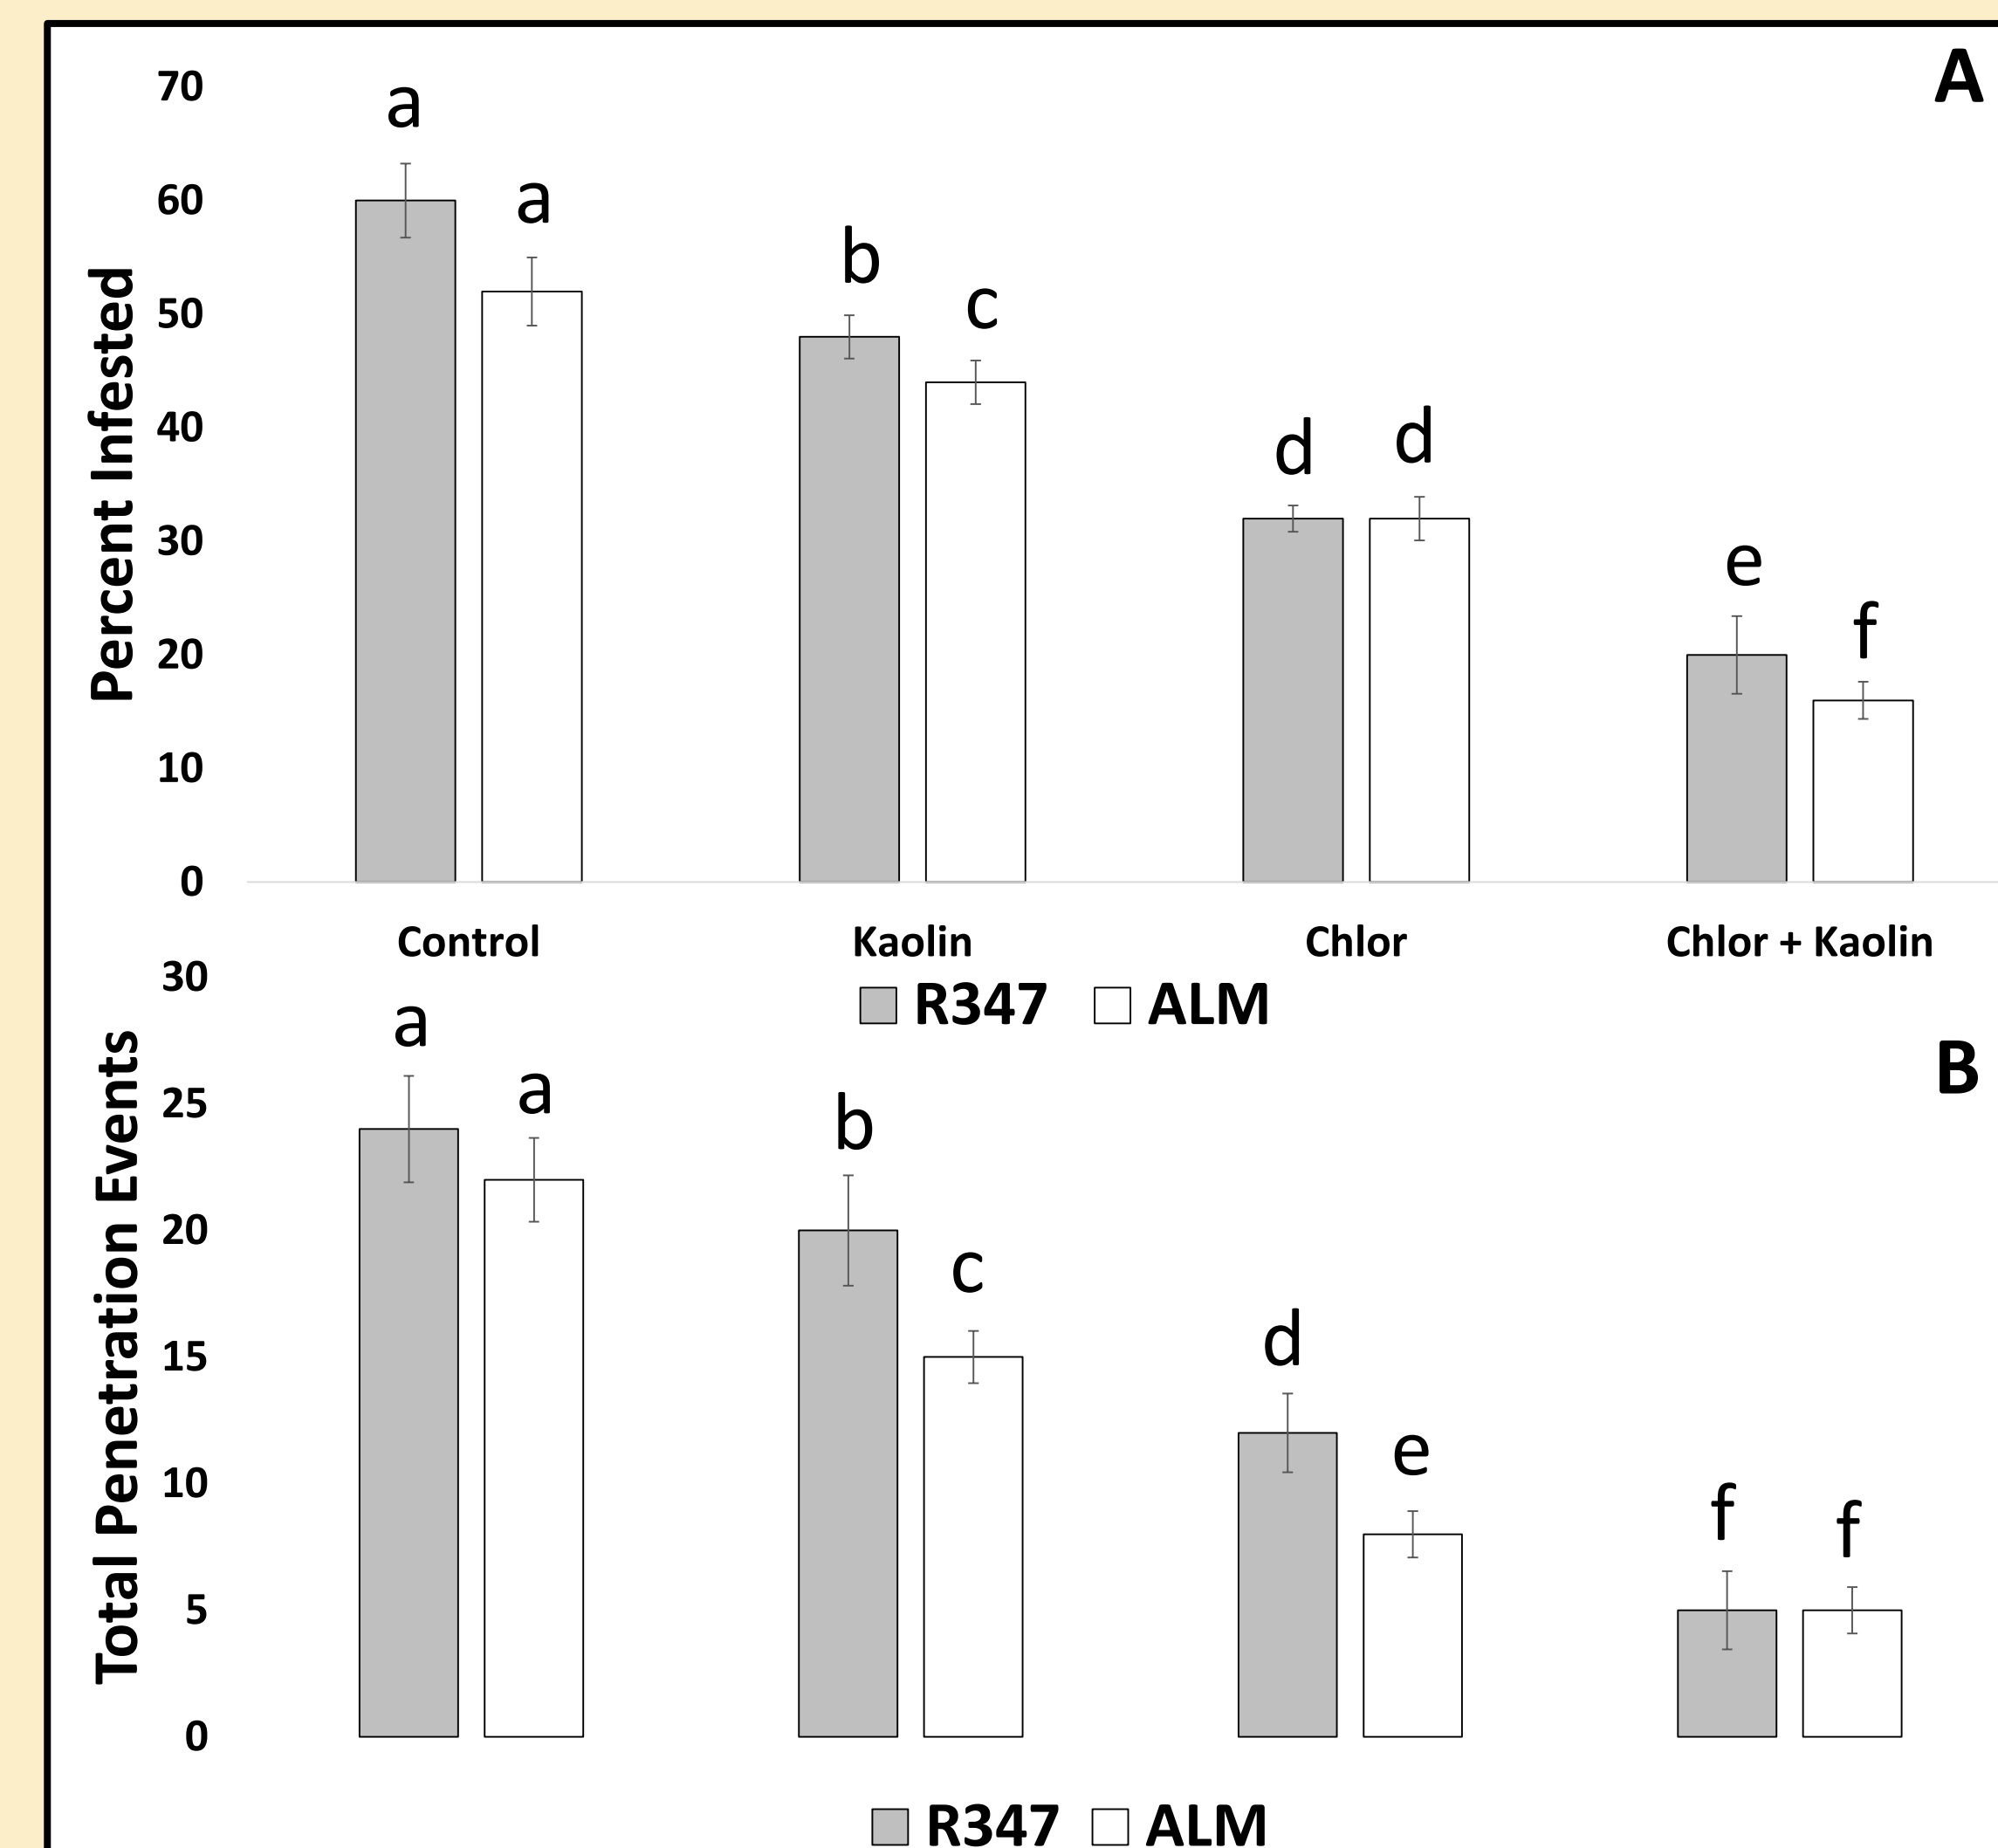 A
70
60
50
40
30
20
10
0
Percent Infested
a
a
b
c
d
d
e
f
Control Kaolin Chlor Chlor + Kaolin
R347 ALM
B
30
25
20
15
10
5
0
Total Penetration Events
a
a
b
c
d
e
f
f
R347 ALM